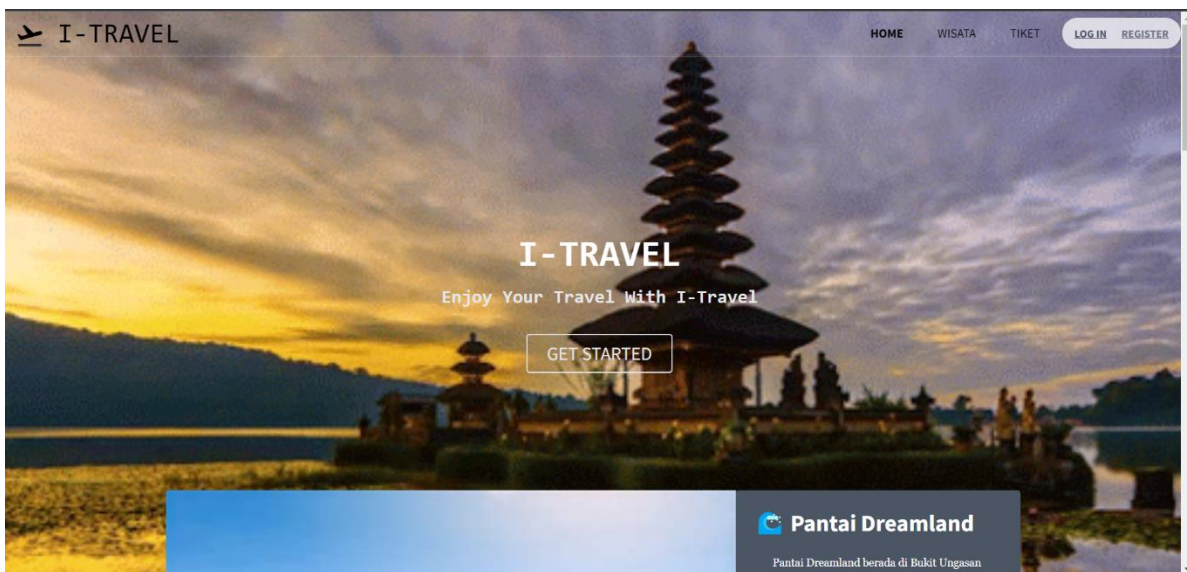 I-TRAVEL
HOME WISATA TIKET LOG IN REGISTER
I-TRAVEL
Enjoy Your Travel With I-Travel
GET STARTED
Pantai Dreamland
Pantai Dreamland berada di Bukit Ungasan